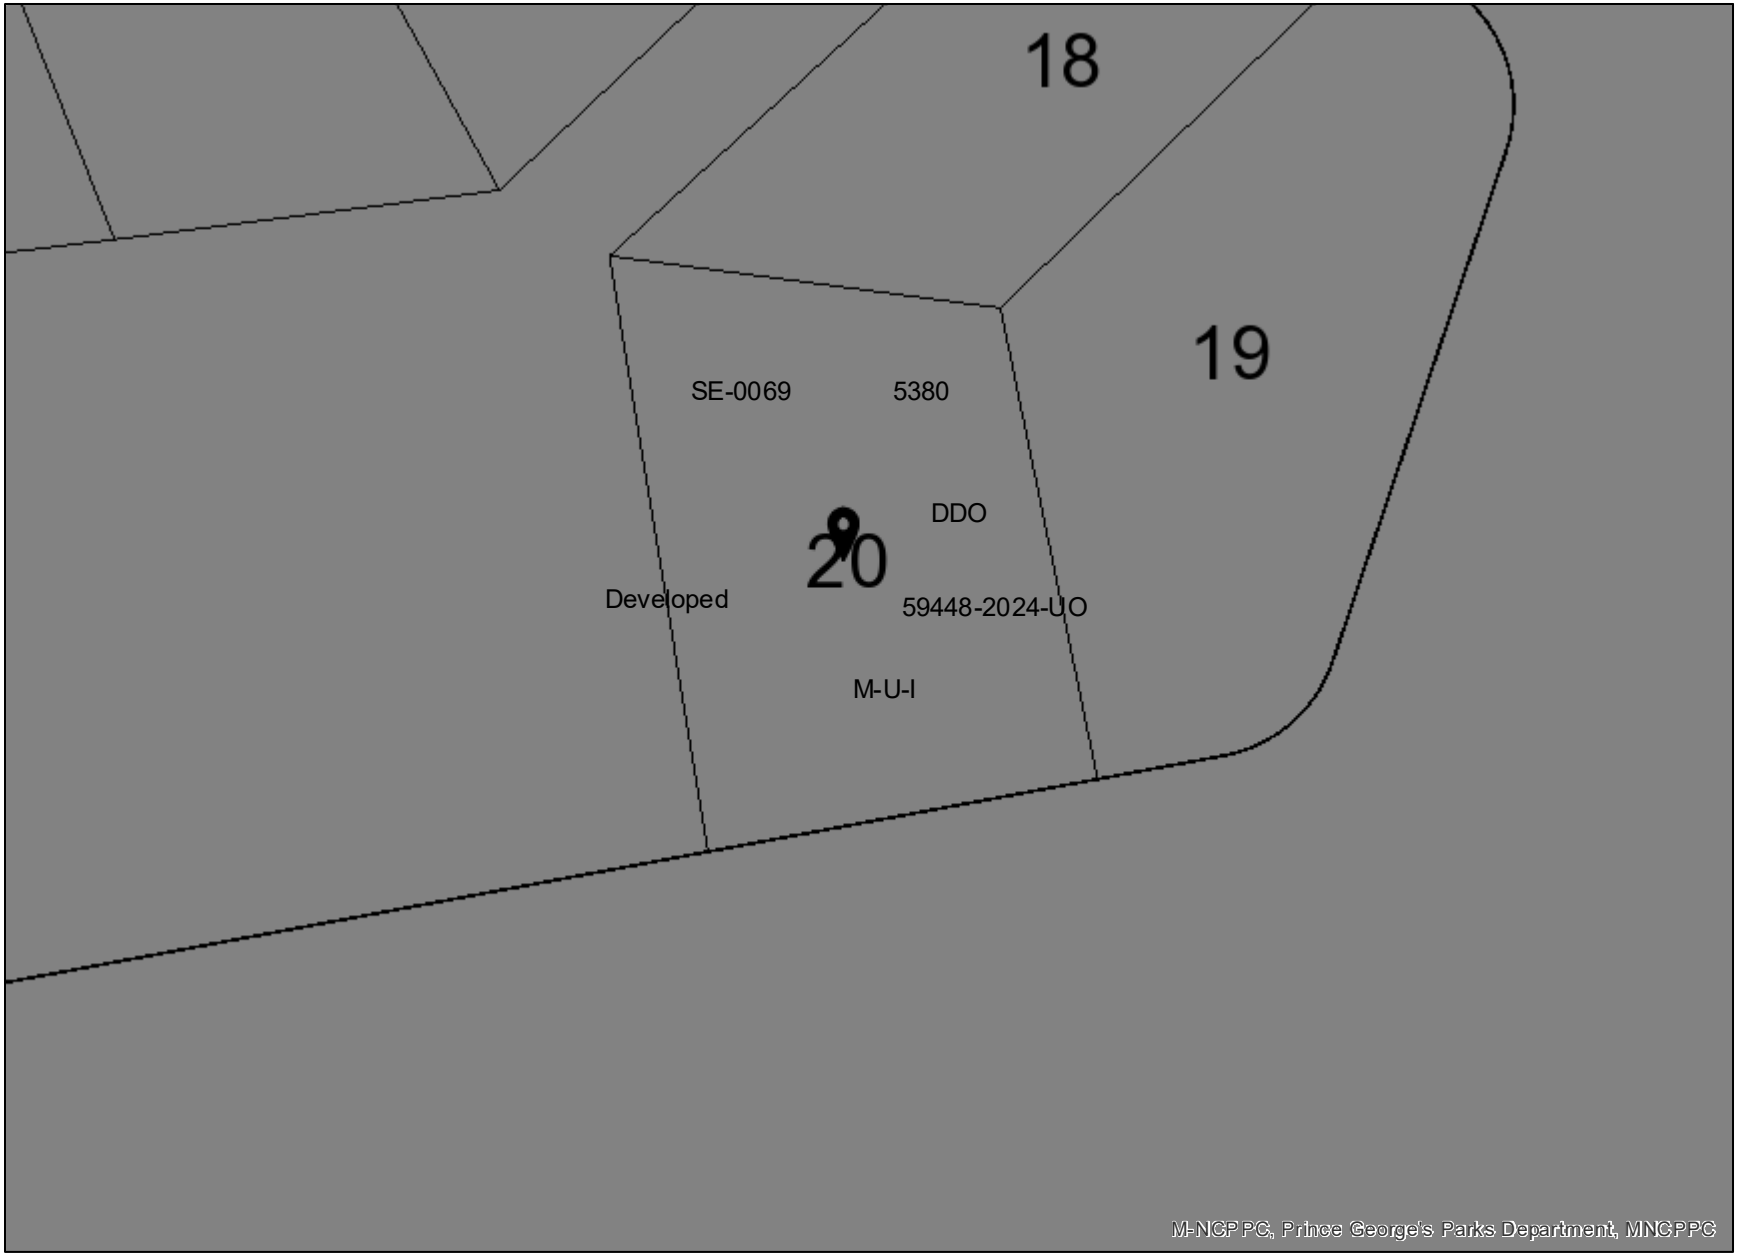 18
19
SE-0069
5380
DDO
20
Developed
59448-2024-UO
M-U-I
M-NCPPC, Prince George's Parks Department, MNCPPC